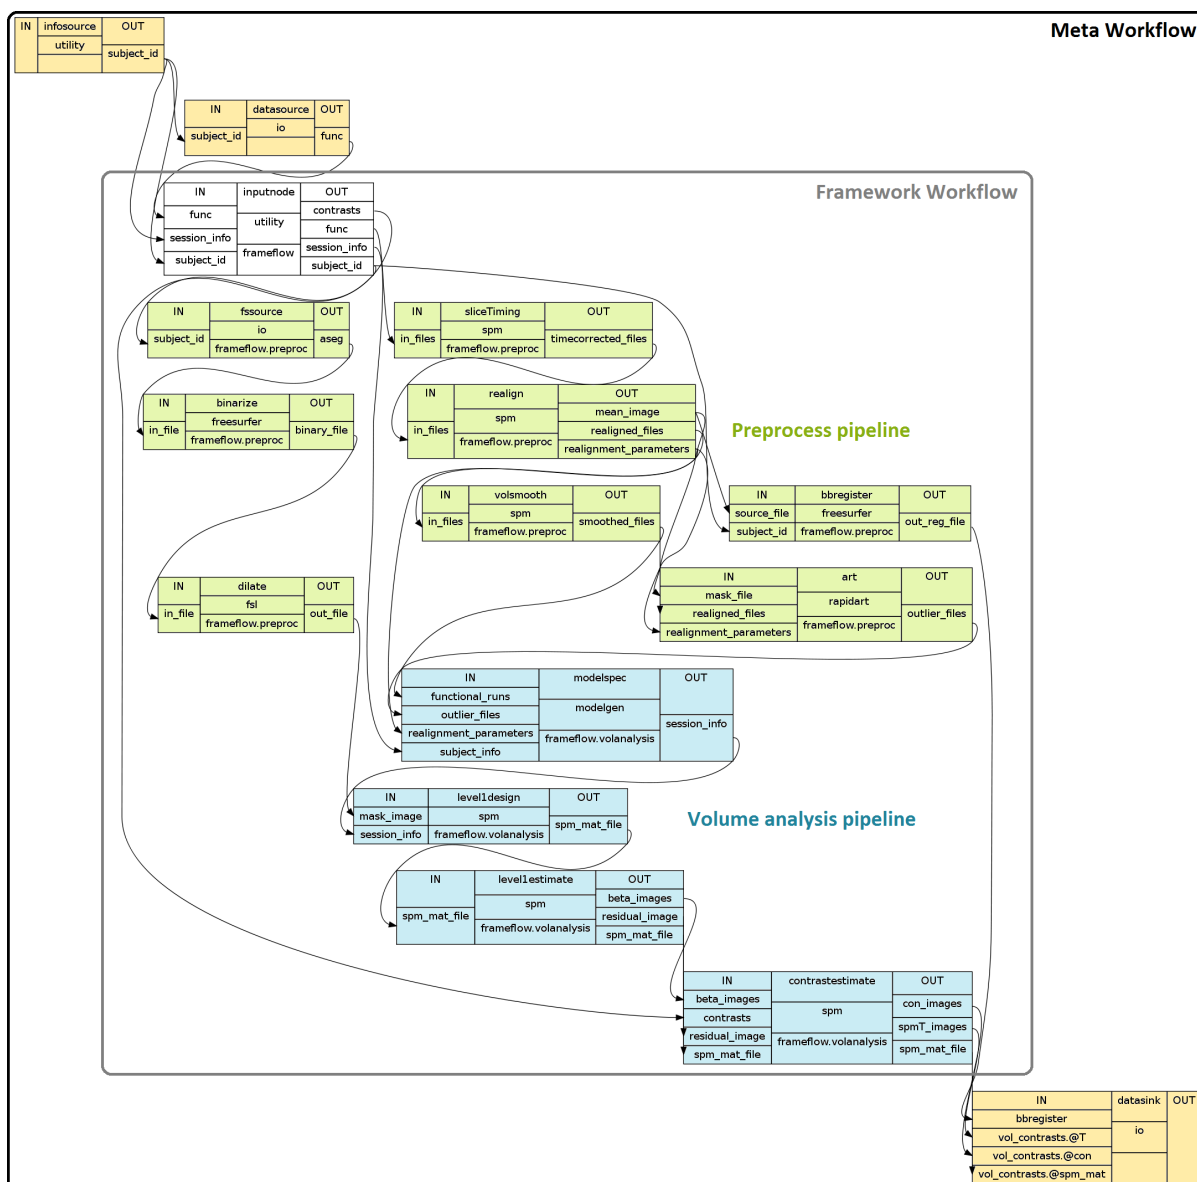 Meta Workflow
IN infosource OUT
utility
subject_id
IN datasource OUT
subject_id io func
Framework Workflow
IN inputnode OUT
func utility contrasts
session_info frameflow func
subject_id session_info
subject_id
IN fssource OUT
subject_id io aseg
frameflow.preproc
IN sliceTiming OUT
in_files spm timecorrected_files
frameflow.preproc
IN binarize OUT
in_file freesurfer binary_file
frameflow.preproc
IN realign OUT
in_files spm mean_image
frameflow.preproc realigned_files
realignment_parameters
Preprocess pipeline
IN volsmooth OUT
in_files spm smoothed_files
frameflow.preproc
IN bbregister OUT
source_file freesurfer out_reg_file
subject_id frameflow.preproc
IN dilate OUT
in_file fsl out_file
frameflow.preproc
IN art OUT
mask_file rapidart outlier_files
realigned_files frameflow.preproc
realignment_parameters
IN modelspec OUT
functional_runs modelgen session_info
outlier_files frameflow.volanalysis
realignment_parameters
subject_info
IN level1design OUT
mask_image spm spm_mat_file
session_info frameflow.volanalysis
Volume analysis pipeline
IN level1estimate OUT
spm_mat_file spm beta_images
frameflow.volanalysis residual_image
spm_mat_file
IN contrastestimate OUT
beta_images spm con_images
contrasts frameflow.volanalysis spmT_images
residual_image spm_mat_file
spm_mat_file
IN datasink OUT
bbregister io
vol_contrasts.@T
vol_contrasts.@con
vol_contrasts.@spm_mat